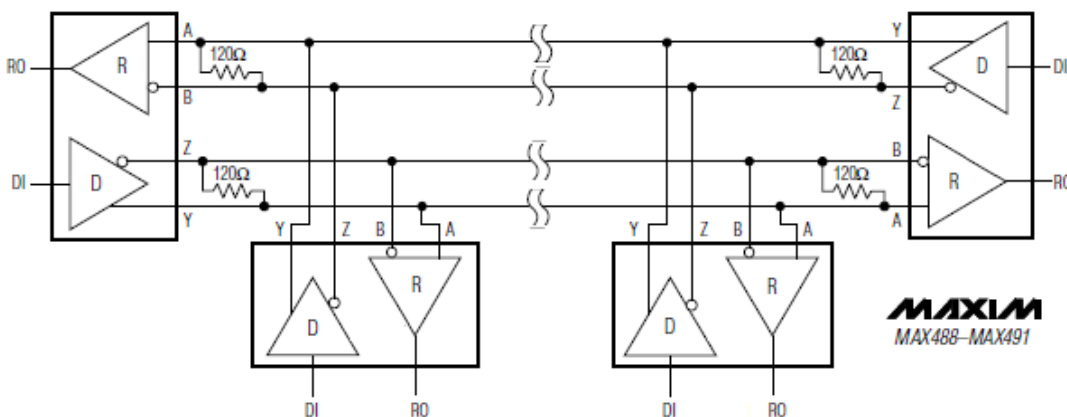 A Y
120Ω 120Ω
RO R D DI
B Z
Z B
120Ω 120Ω
DI D R RO
Y A
Y Z B A Y Z B A
R R
D D
MAXIM
MAX488–MAX491
DI RO DI RO